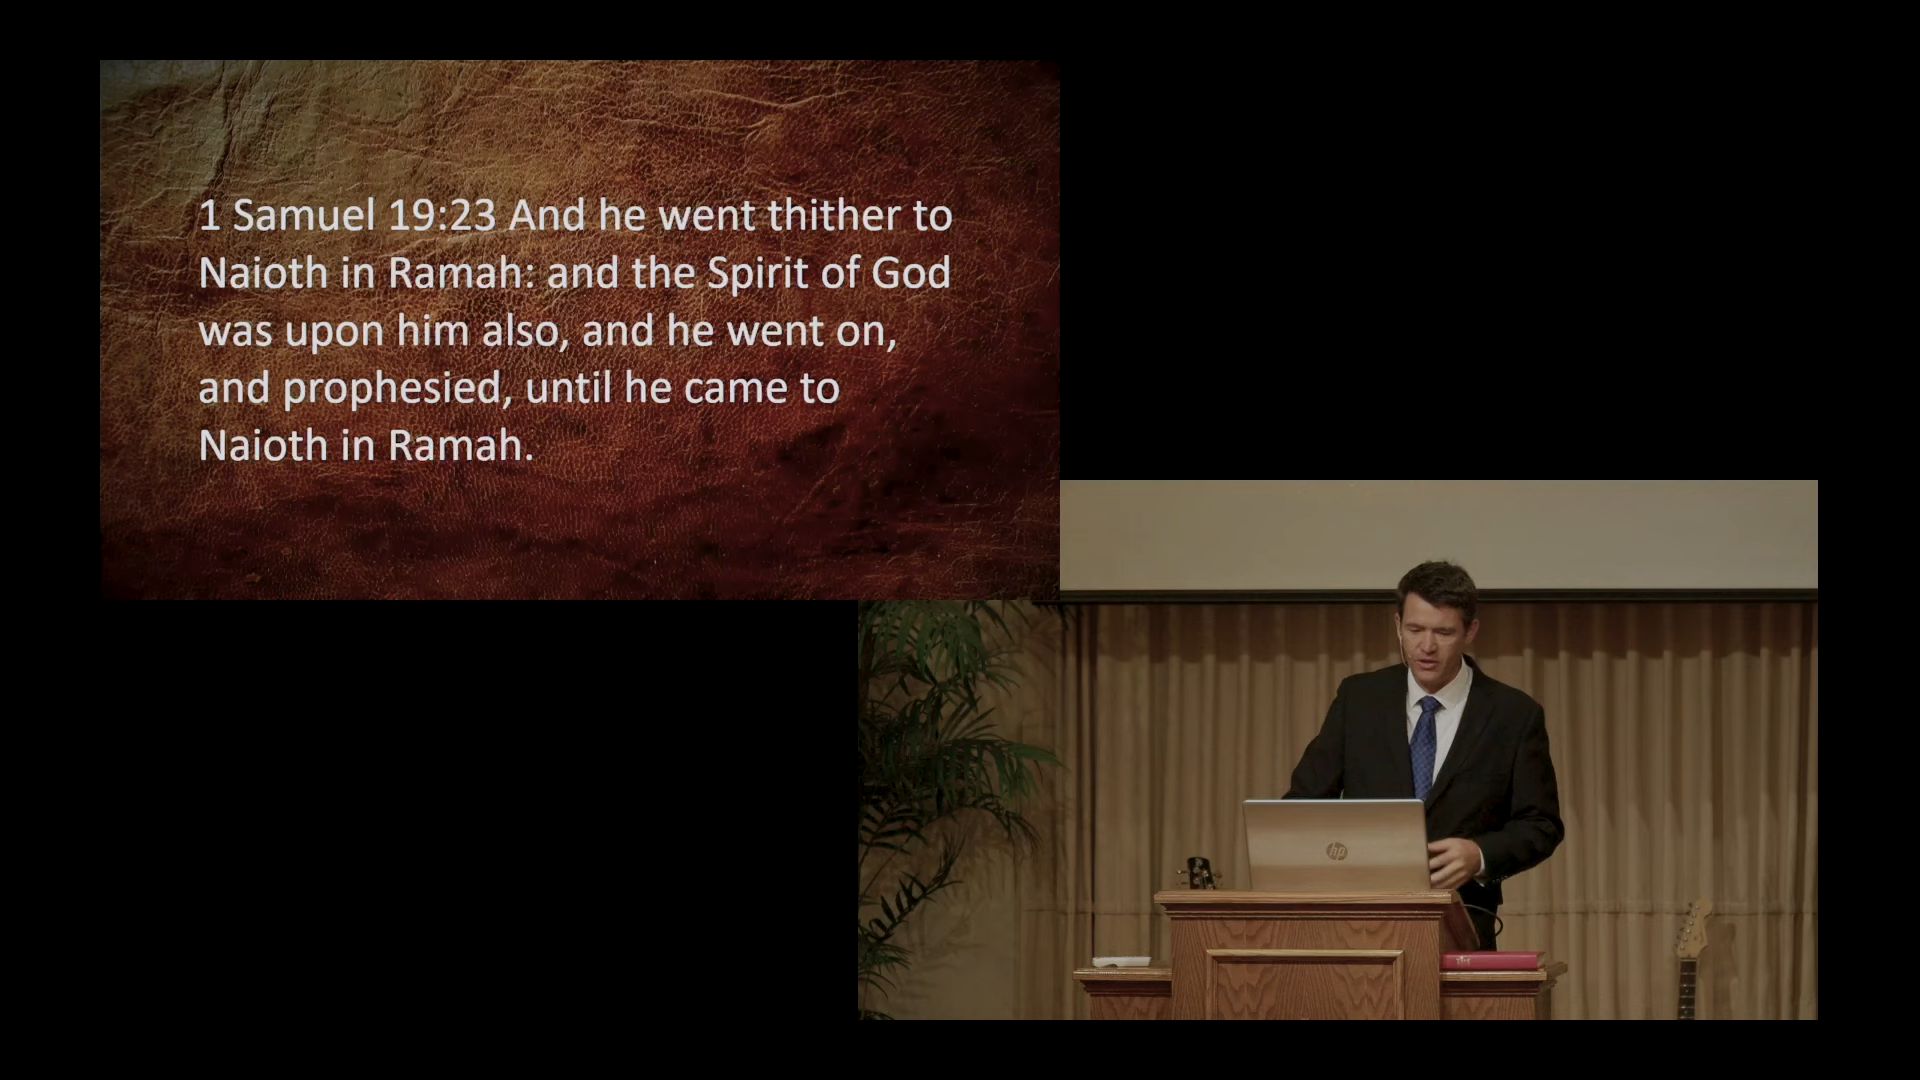 1 Samuel 19:23 And he went thither to
Naioth in Ramah: and the Spirit of God
was upon him also, and he went on,
and prophesied, until he came to
Naioth in Ramah.
hp